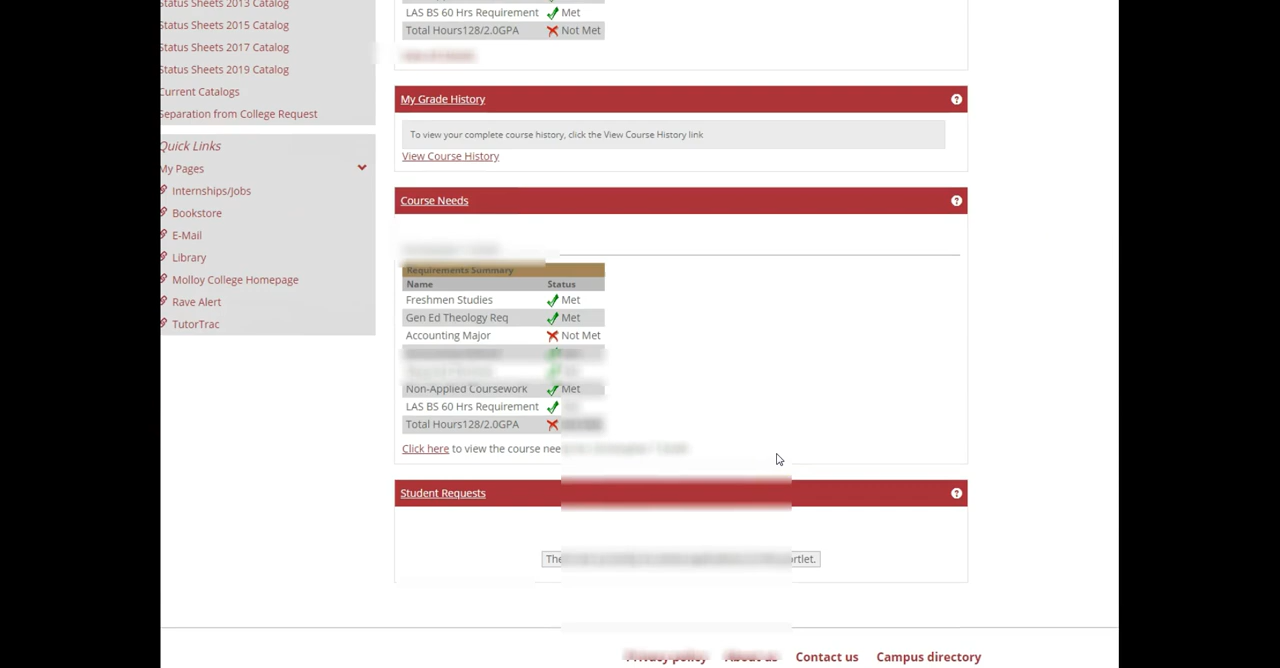 Status Sheets 2013 Catalog
Status Sheets 2015 Catalog
Status Sheets 2017 Catalog
Status Sheets 2019 Catalog
Current Catalogs
Separation from College Request
Quick Links
My Pages
Internships/Jobs
Bookstore
E-Mail
Library
Molloy College Homepage
Rave Alert
TutorTrac
LAS BS 60 Hrs Requirement Met
Total Hours128/2.0GPA Not Met
My Grade History
To view your complete course history, click the View Course History link
View Course History
Course Needs
Requirements Summary
Name Status
Freshmen Studies Met
Gen Ed Theology Req Met
Accounting Major Not Met
Non-Applied Coursework Met
LAS BS 60 Hrs Requirement
Total Hours128/2.0GPA
Click here to view the course
Student Requests
Privacy policy About us Contact us Campus directory